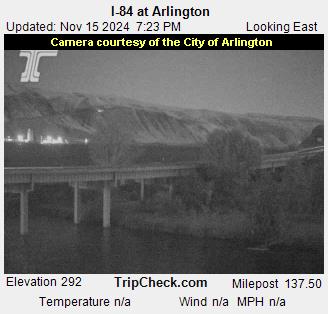 I-84 at Arlington
Updated: Nov 15 2024 7:23 PM Looking East
Camera courtesy of the City of Arlington
Elevation 292 TripCheck.com Milepost 137.50
Temperature n/a Wind n/a MPH n/a